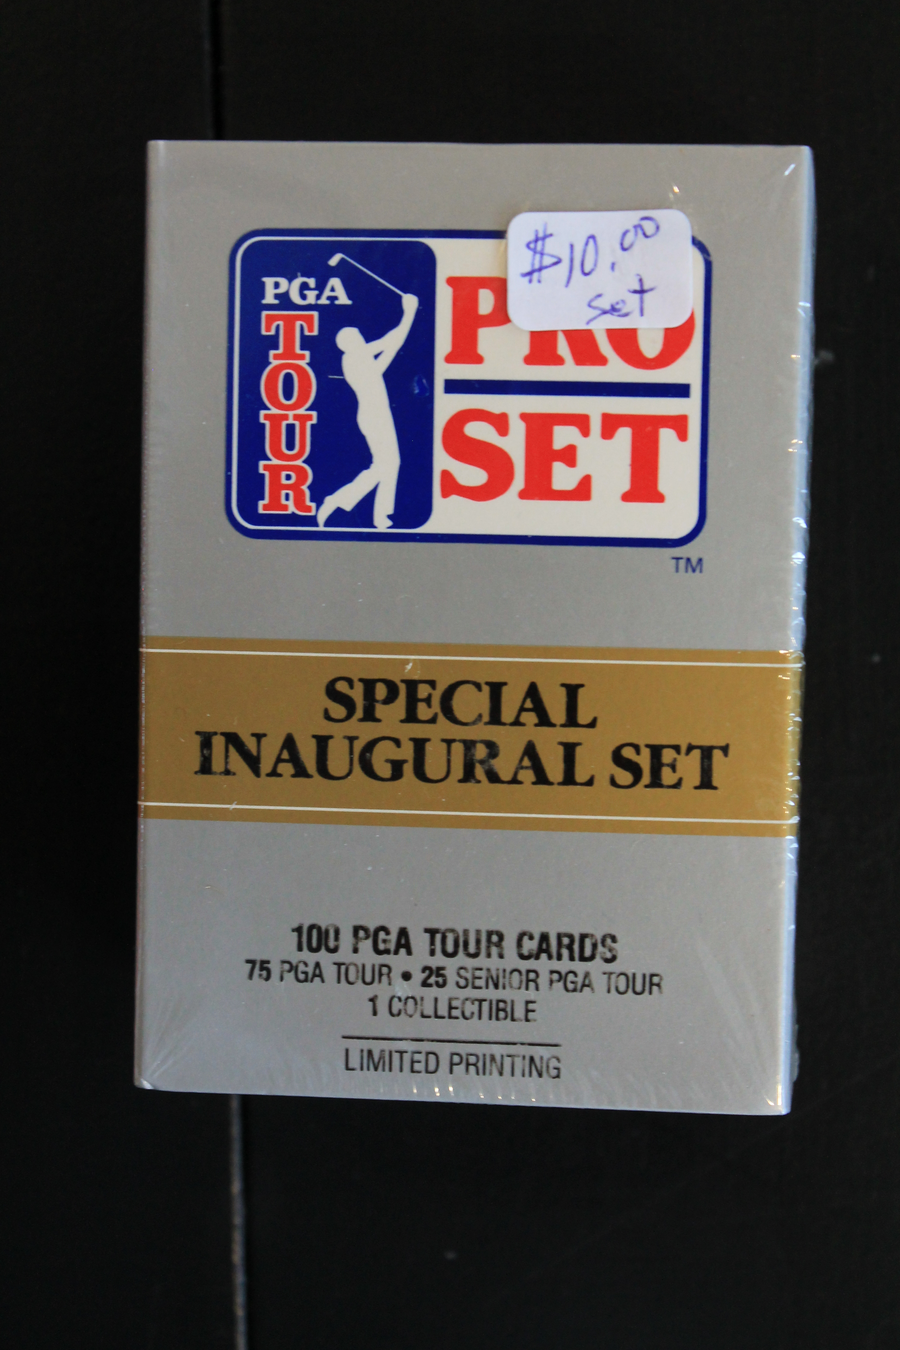 $10.00
set
PGA
TOUR
PRO
SET
TM
SPECIAL
INAUGURAL SET
100 PGA TOUR CARDS
75 PGA TOUR • 25 SENIOR PGA TOUR
1 COLLECTIBLE
LIMITED PRINTING